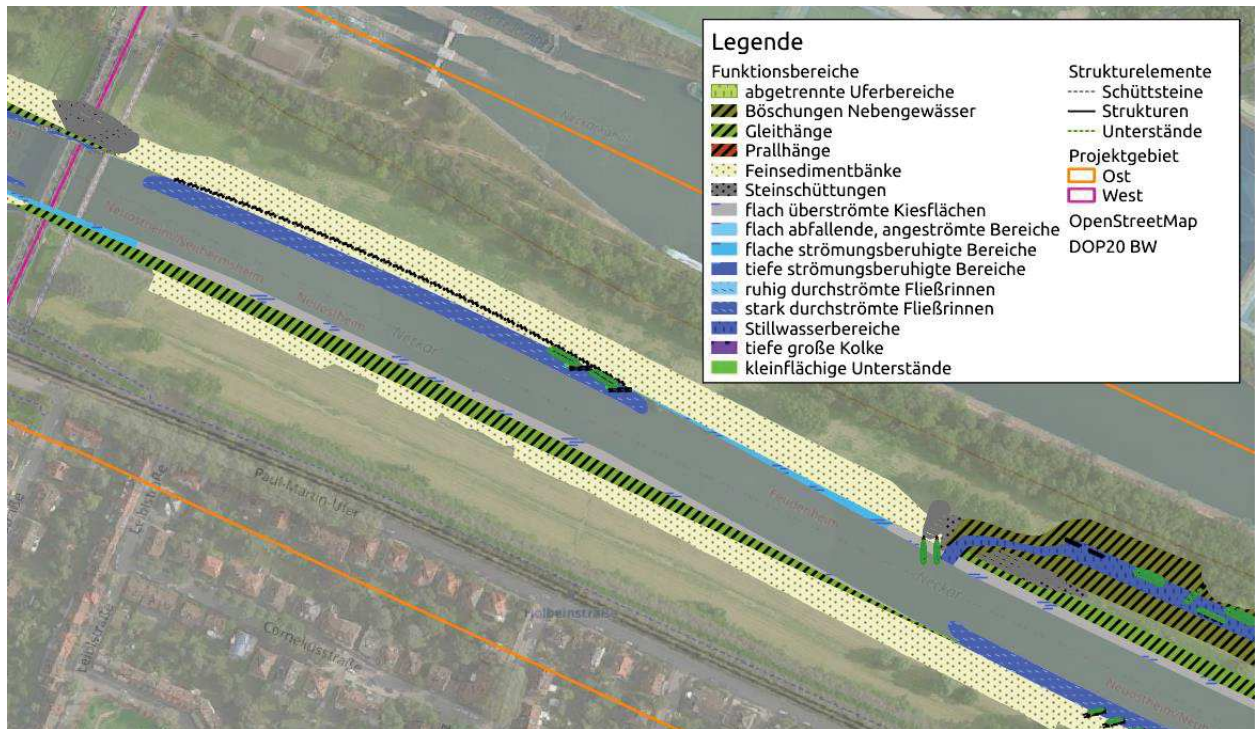 Legende
Funktionsbereiche
abgetrennte Uferbereiche
Böschungen Nebengewässer
Gleithänge
Prallhänge
Feinsedimentbänke
Steinschüttungen
flach überströmte Kiesflächen
flach abfallende, angeströmte Bereiche
flache strömungsberuhigte Bereiche
tiefe strömungsberuhigte Bereiche
ruhig durchströmte Fließrinnen
stark durchströmte Fließrinnen
Stillwasserbereiche
tiefe große Kolke
kleinflächige Unterstände
Strukturelemente
Schüttsteine
Strukturen
Unterstände
Projektgebiet
Ost
West
OpenStreetMap
DOP20 BW
Neuostheim
Neckar
Feudenheim
Neckar
Paul-Martin-Ufer
Holbeinstraße
Corneliusstraße